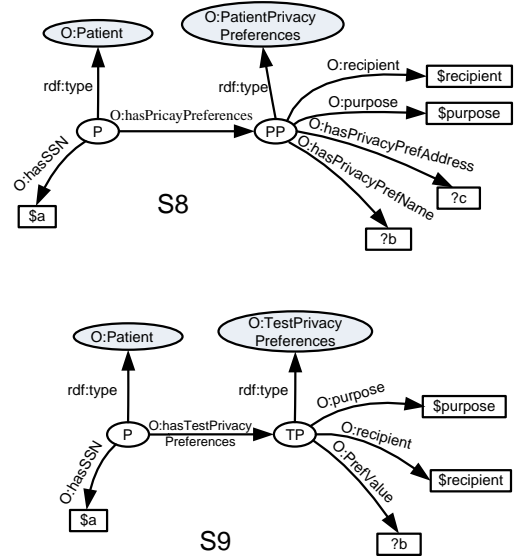 O:Patient
O:PatientPrivacy
Preferences
rdf:type
rdf:type
O:recipient
$recipient
O:purpose
$purpose
O:hasPricayPreferences
P
PP
O:hasPrivacyPrefAddress
O:hasPrivacyPrefName
O:hasSSN
$a
?c
?b
S8
O:Patient
O:TestPrivacy
Preferences
rdf:type
rdf:type
O:purpose
$purpose
O:hasTestPrivacy
Preferences
P
TP
O:recipient
$recipient
O:PrefValue
O:hasSSN
$a
?b
S9